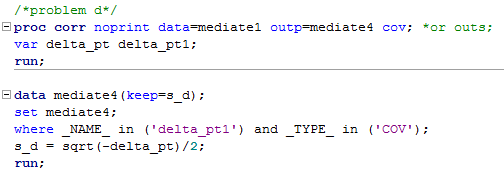 /*problem d*/
proc corr noprint data=mediate1 outp=mediate4 cov; *or outs;
var delta_pt delta_pt1;
run;
data mediate4(keep=s_d);
set mediate4;
where _NAME_ in ('delta_pt1') and _TYPE_ in ('COV');
s_d = sqrt(-delta_pt)/2;
run;